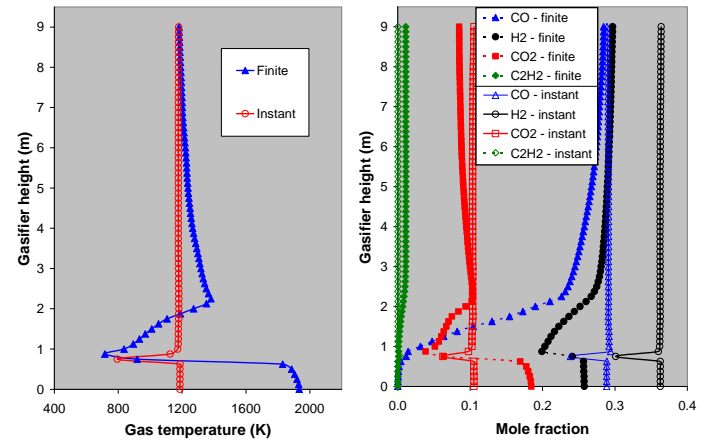 9
8
7
6
5
4
3
2
1
0
Gasifier height (m)
400
800
1200
1600
2000
Gas temperature (K)
Finite
Instant
9
8
7
6
5
4
3
2
1
0
Gasifier height (m)
0.0
0.1
0.2
0.3
0.4
Mole fraction
CO - finite
H2 - finite
CO2 - finite
C2H2 - finite
CO - instant
H2 - instant
CO2 - instant
C2H2 - instant